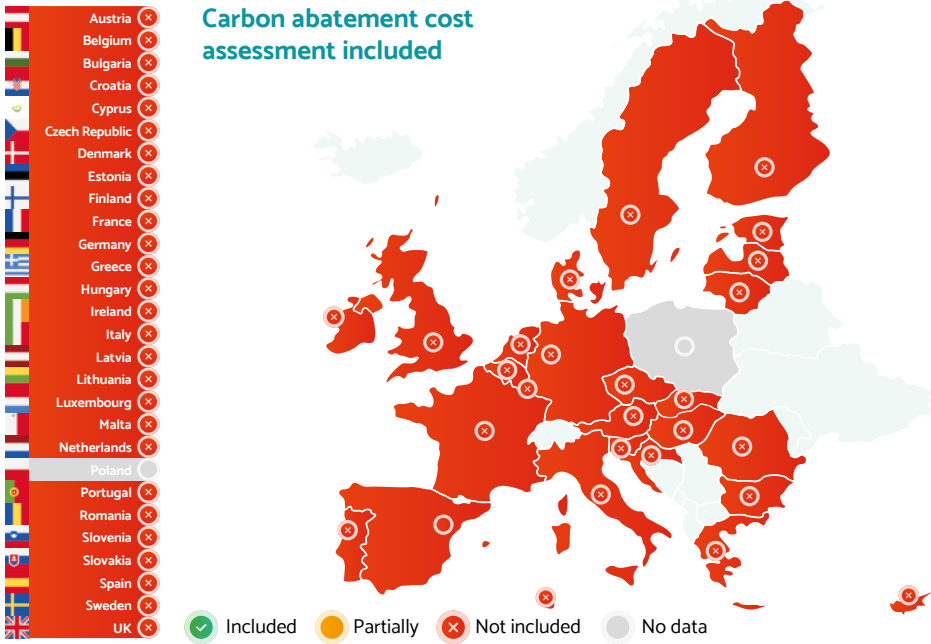 Carbon abatement cost
assessment included
Austria
Belgium
Bulgaria
Croatia
Cyprus
Czech Republic
Denmark
Estonia
Finland
France
Germany
Greece
Hungary
Ireland
Italy
Latvia
Lithuania
Luxembourg
Malta
Netherlands
Poland
Portugal
Romania
Slovenia
Slovakia
Spain
Sweden
UK
Included
Partially
Not included
No data